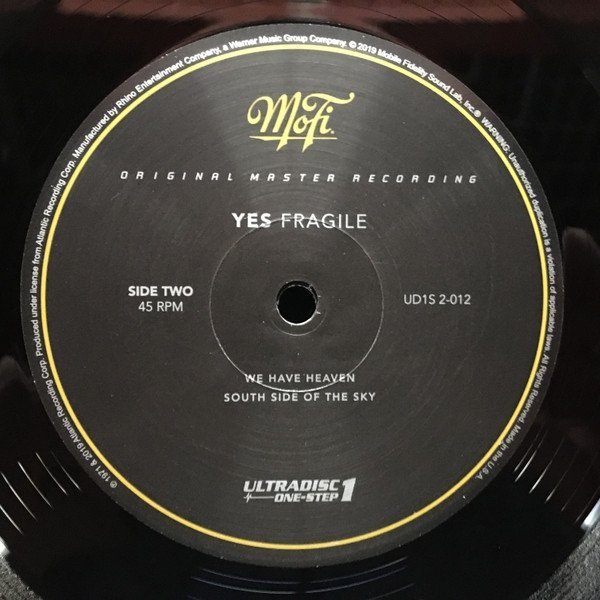 ℗ 1971 & 2019 Atlantic Recording Corp. Produced under license from Atlantic Recording Corp. Manufactured by Rhino Entertainment Company, a Warner Music Group Company. © 2019 Mobile Fidelity Sound Lab, Inc.® WARNING: Unauthorized duplication is a violation of applicable laws. All Rights Reserved. Made in the U.S.A.
MoFi®
ORIGINAL MASTER RECORDING
YES FRAGILE
SIDE TWO
45 RPM
UD1S 2-012
WE HAVE HEAVEN
SOUTH SIDE OF THE SKY
ULTRADISC
ONE-STEP 1